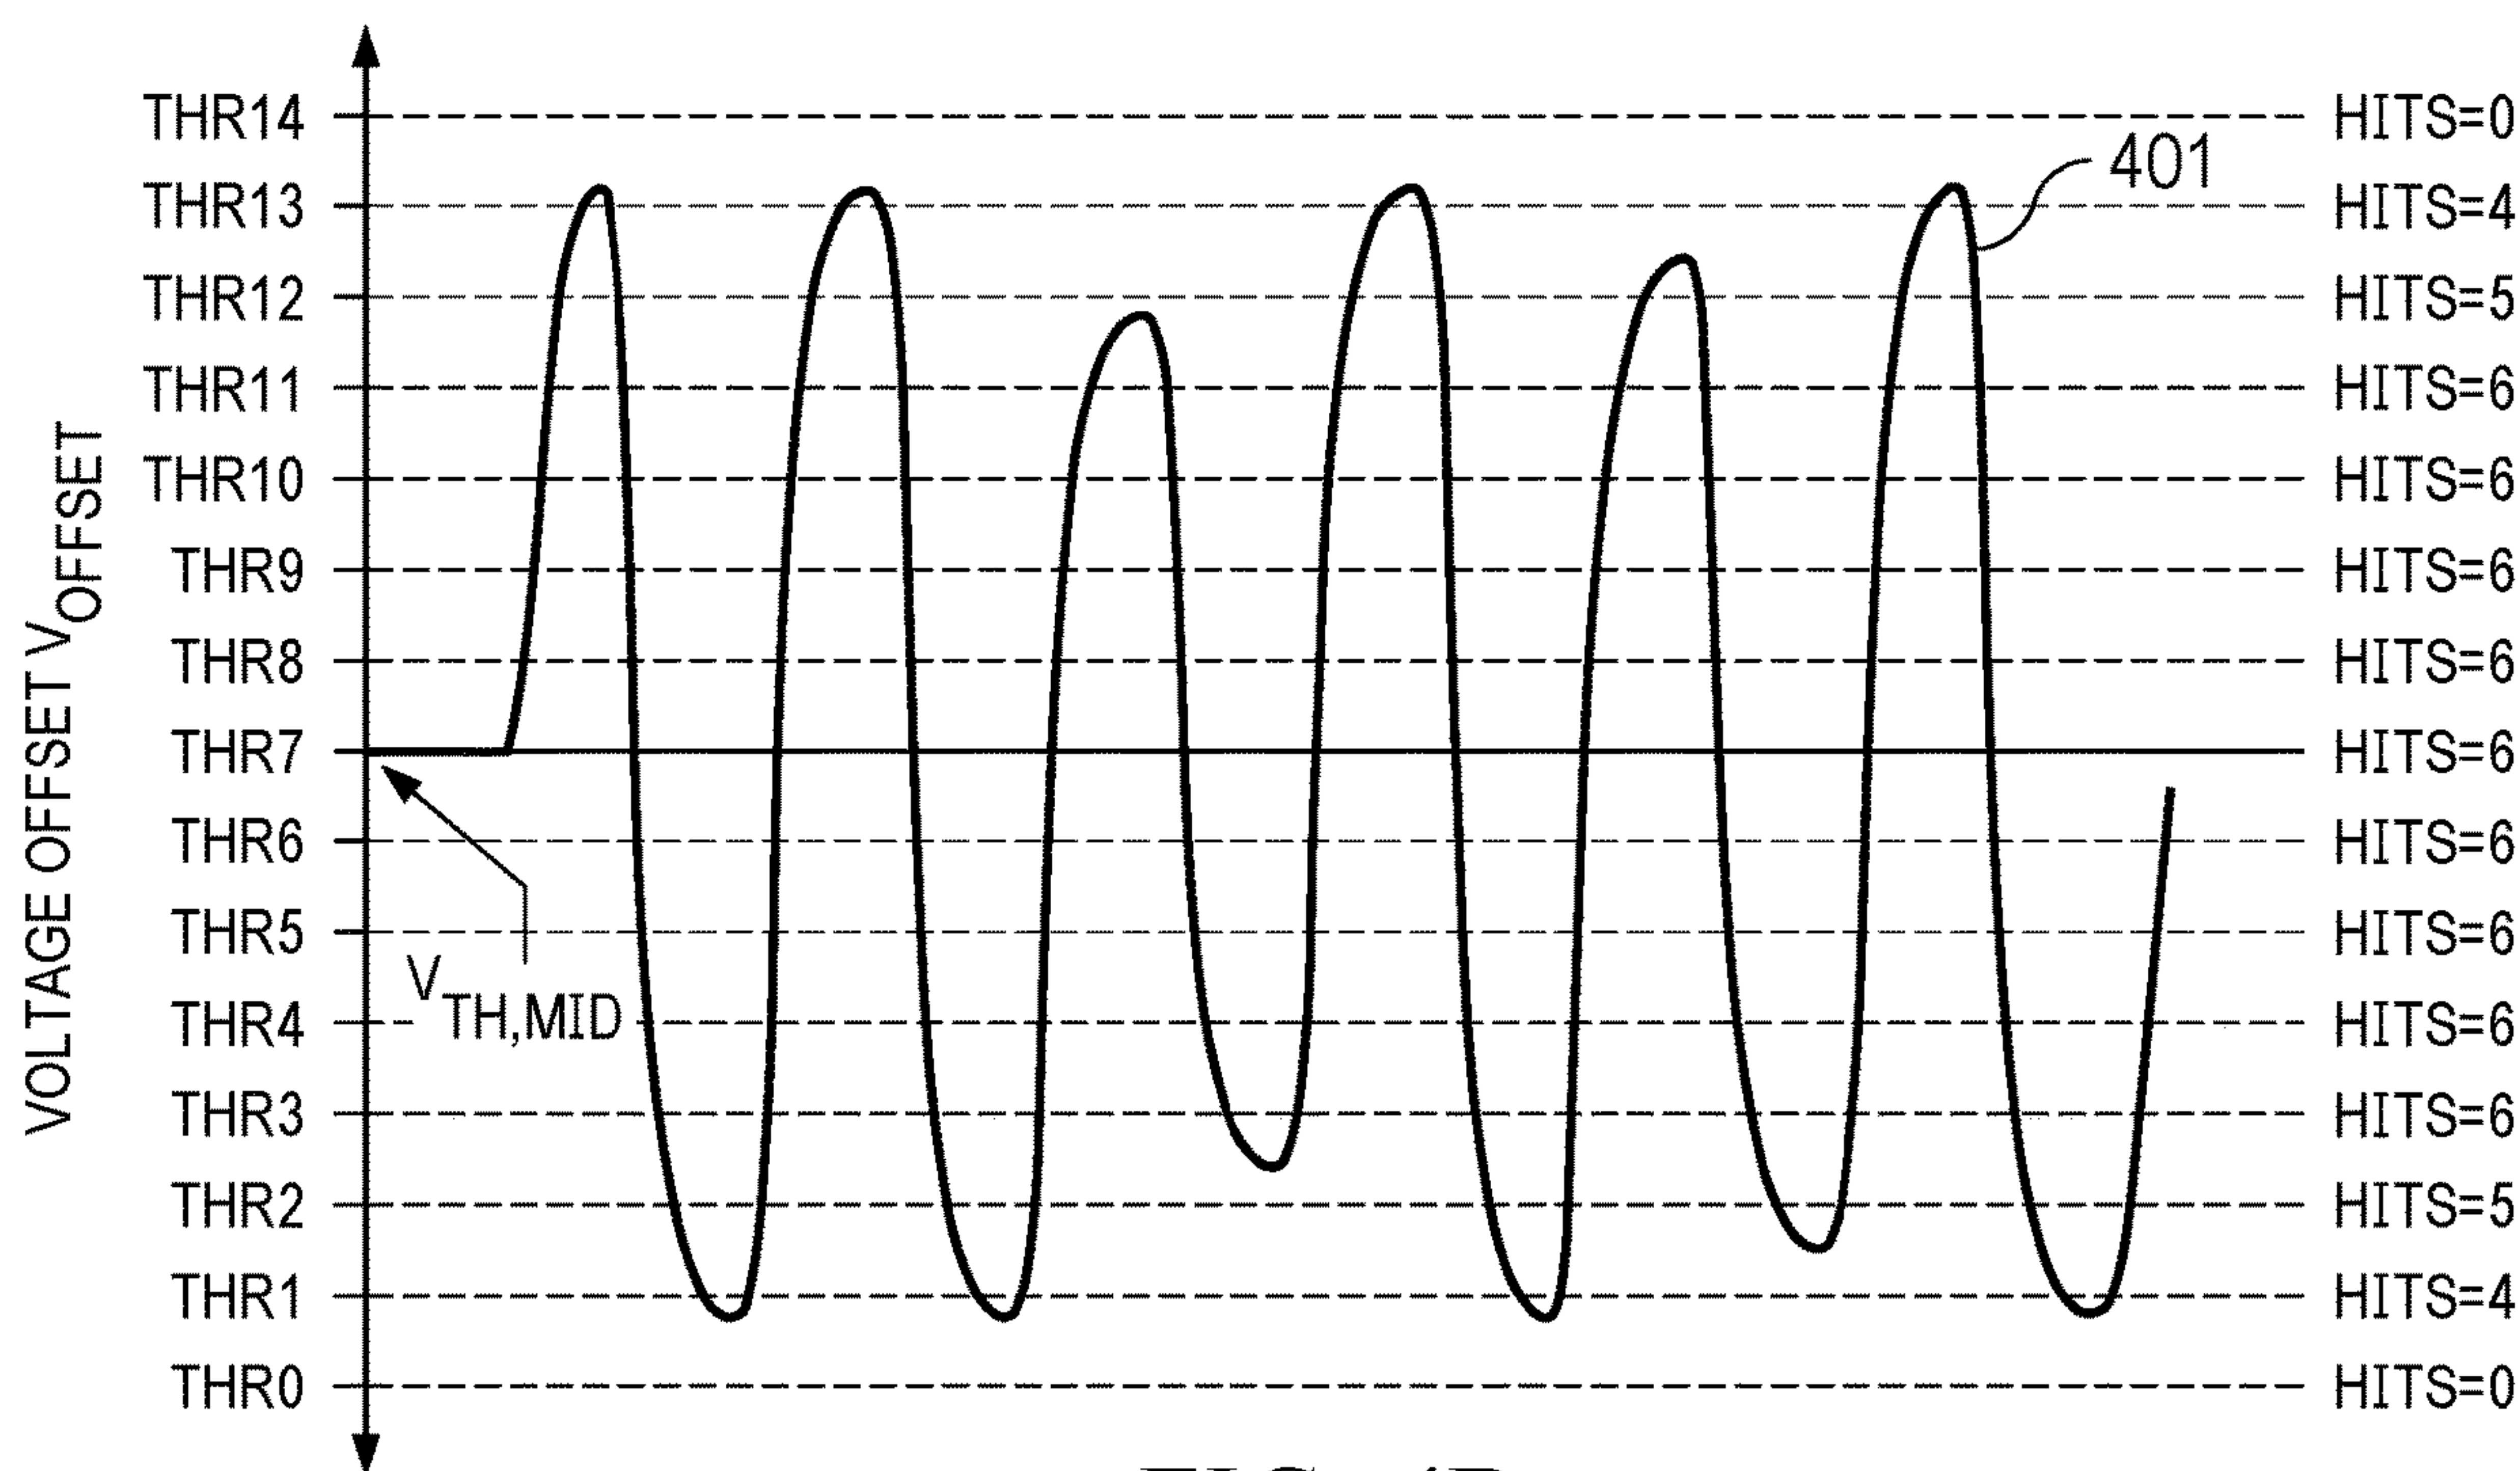 THR14 HITS=0
401
THR13 HITS=4
THR12 HITS=5
THR11 HITS=6
THR10 HITS=6
THR9 HITS=6
THR8 HITS=6
THR7 HITS=6
THR6 HITS=6
THR5 HITS=6
V TH,MID
THR4 HITS=6
THR3 HITS=6
THR2 HITS=5
THR1 HITS=4
THR0 HITS=0
VOLTAGE OFFSET VOFFSET